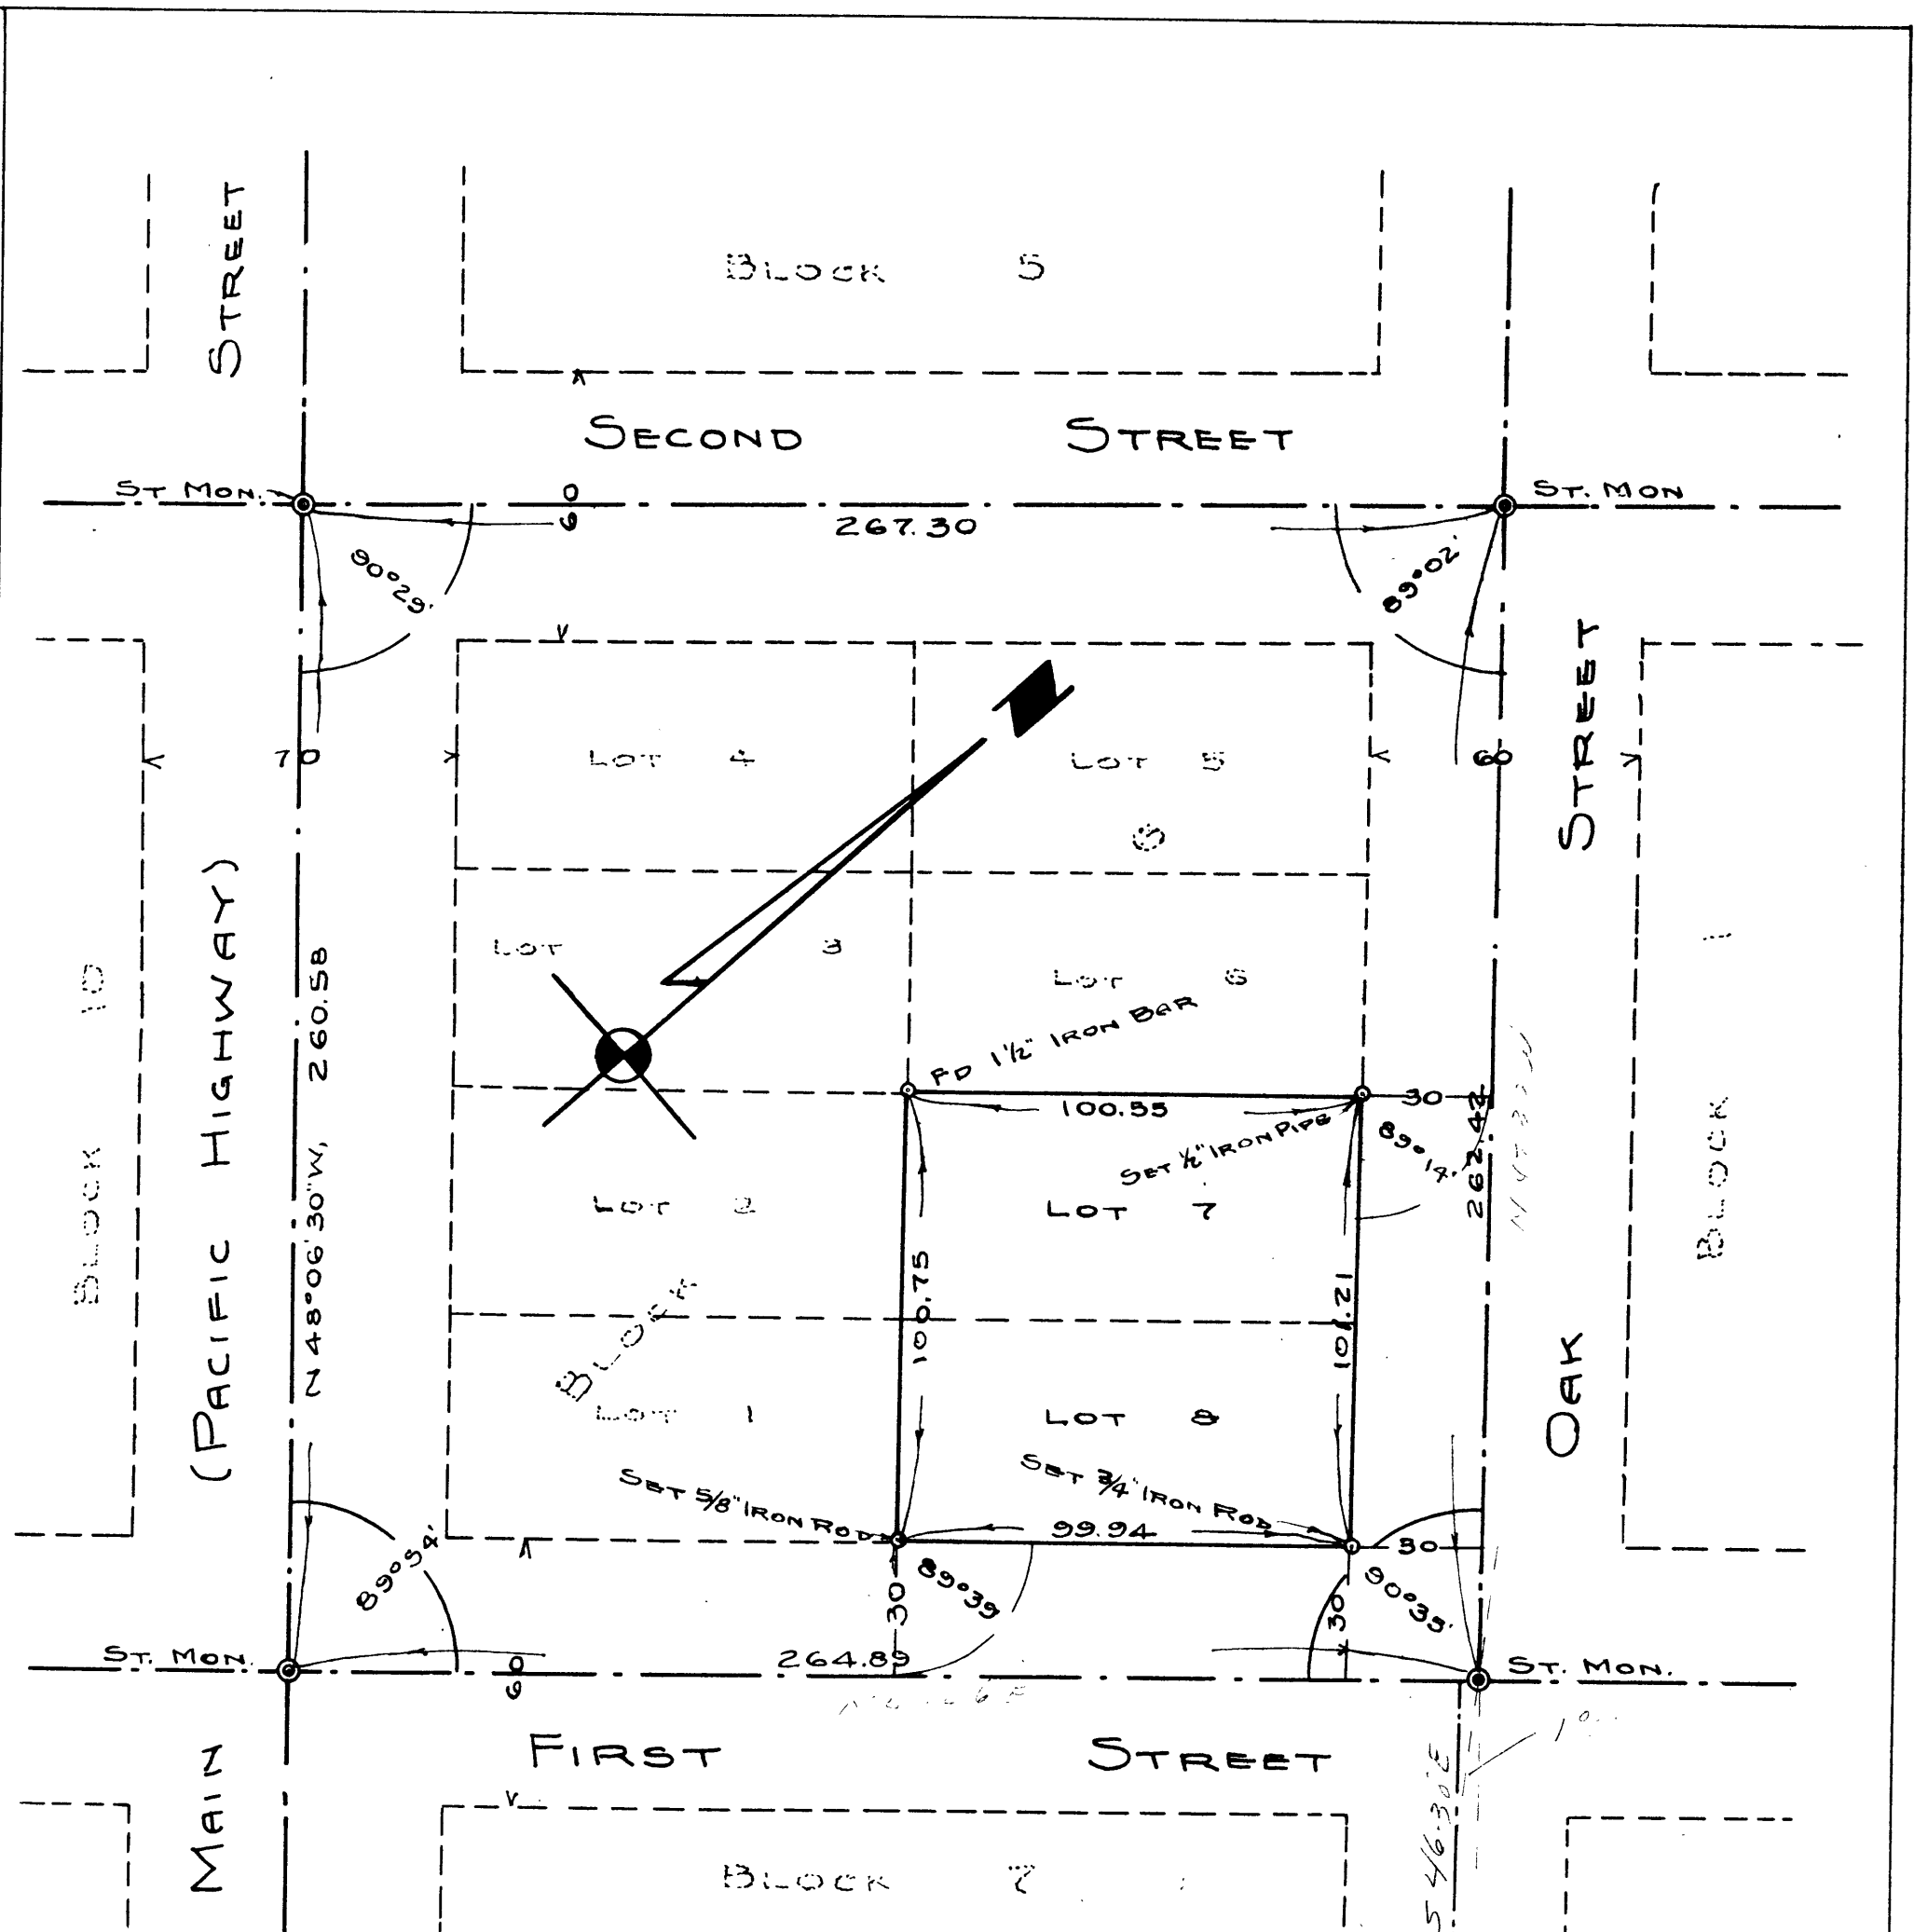 STREET
BLOCK 5
SECOND STREET
ST MON.
60
267.30
ST. MON
90°29'
89°02'
70
LOT 4
LOT 5
60
STREET
6
LOT 3
LOT 6
FD 1½" IRON BAR
(PACIFIC HIGHWAY)
N 48°06'30"W, 260.58
BLOCK 10
100.55
30
SET ½" IRON PIPE
89°14'
262.42
BLOCK 1
LOT 2
LOT 7
100.75
101.21
BLOCK
LOT 1
LOT 8
OAK
SET 5/8" IRON ROD
SET 3/4" IRON ROD
99.94
30
89°54'
30
89°39
30
90°35'
ST. MON.
60
264.89
ST. MON.
FIRST STREET
MAIN
BLOCK 7